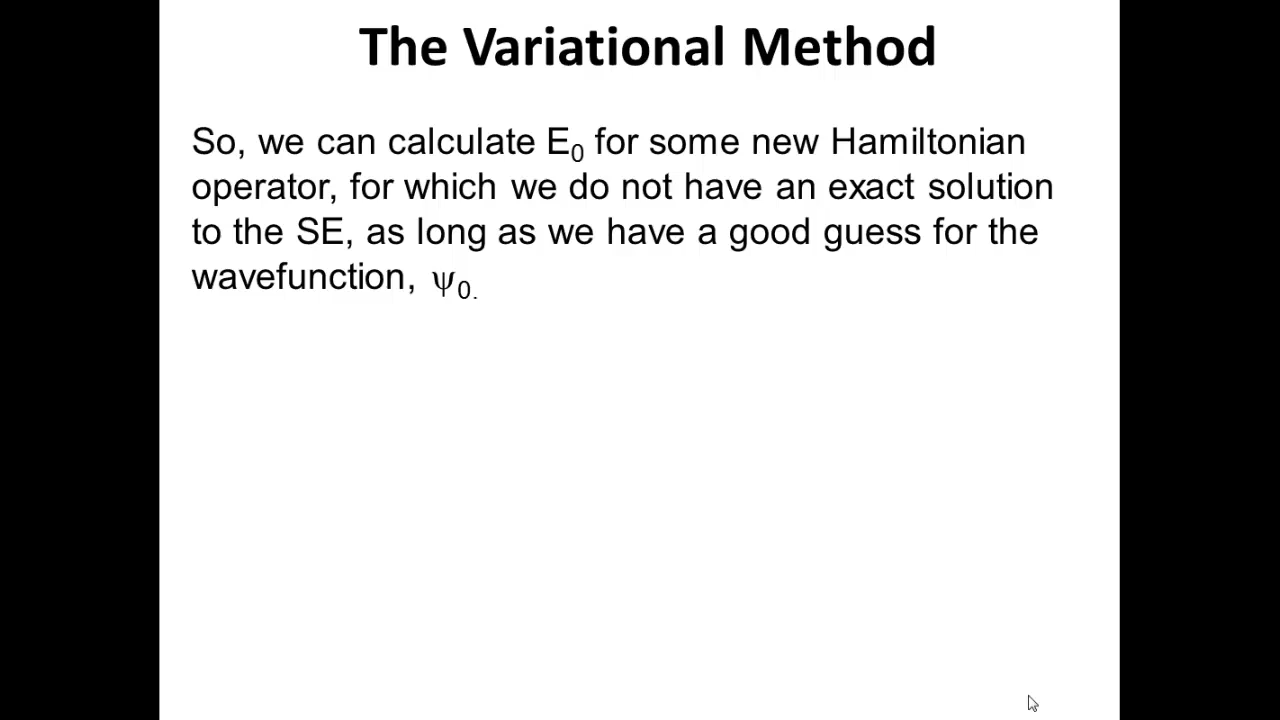 The Variational Method
So, we can calculate E₀ for some new Hamiltonian
operator, for which we do not have an exact solution
to the SE, as long as we have a good guess for the
wavefunction, ψ₀.